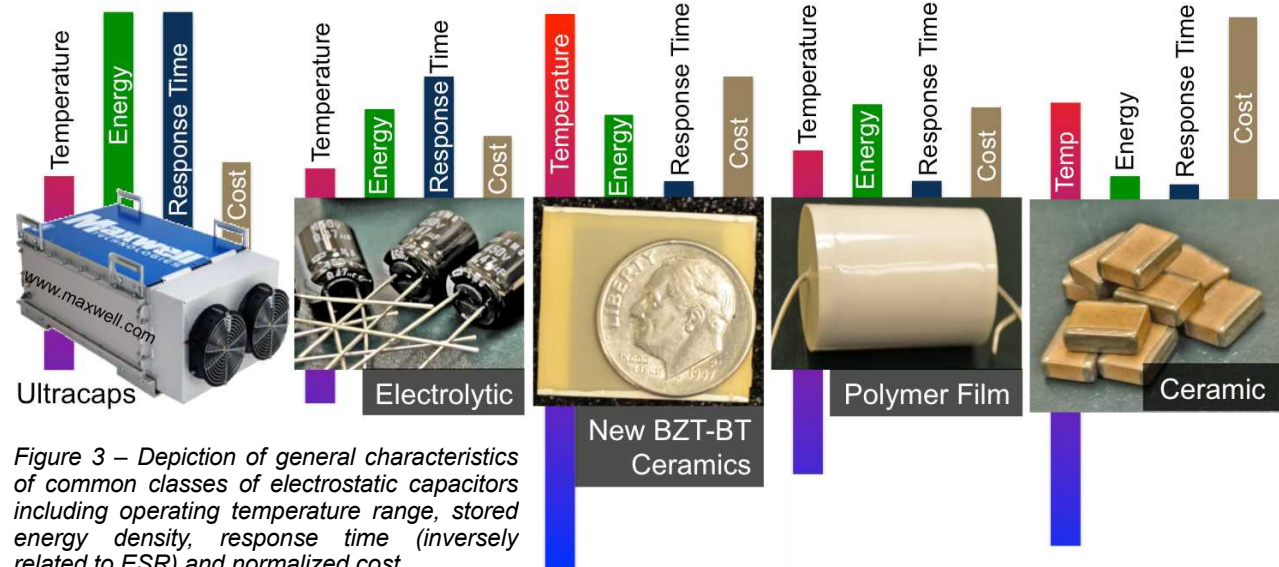 Temperature
Energy
Response Time
Cost
Maxwell
TECHNOLOGIES
www.maxwell.com
Ultracaps
Temperature
Energy
Response Time
Cost
450v
Electrolytic
Temperature
Energy
Response Time
Cost
LIBERTY
1997
New BZT-BT
Ceramics
Temperature
Energy
Response Time
Cost
Polymer Film
Temp
Energy
Response Time
Cost
Ceramic
Figure 3 – Depiction of general characteristics
of common classes of electrostatic capacitors
including operating temperature range, stored
energy density, response time (inversely
related to ESR) and normalized cost